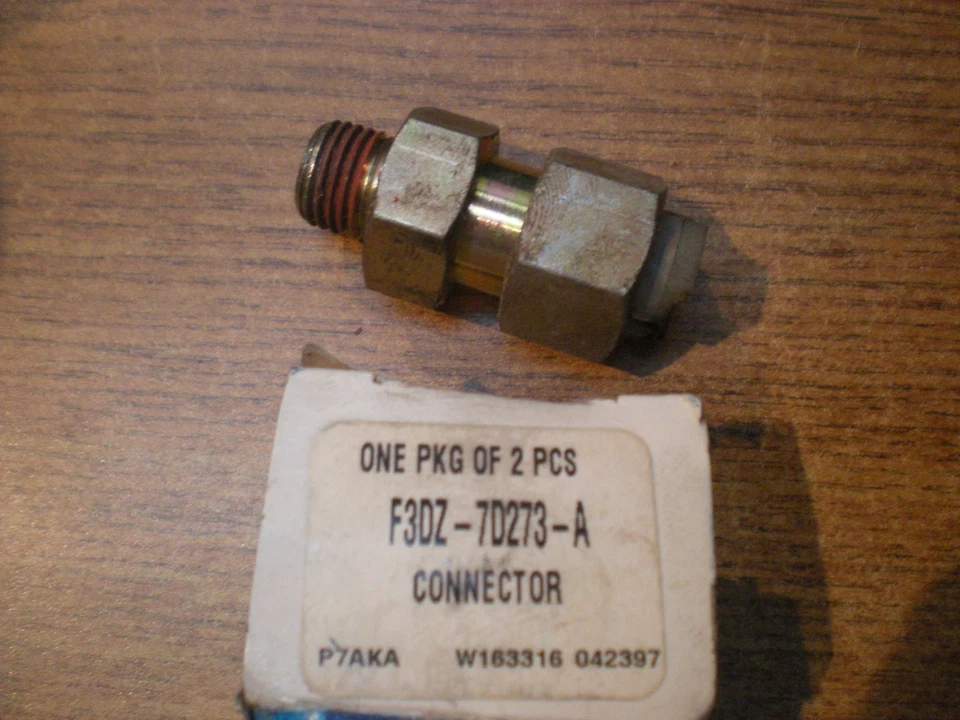 ONE PKG OF 2 PCS
F3DZ-7D273-A
CONNECTOR
P7AKA W163316 042397